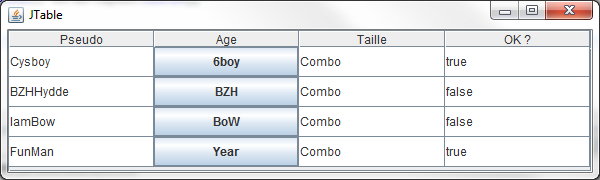 JTable
Pseudo Age Taille OK ?
Cysboy 6boy Combo true
BZHHydde BZH Combo false
IamBow BoW Combo false
FunMan Year Combo true